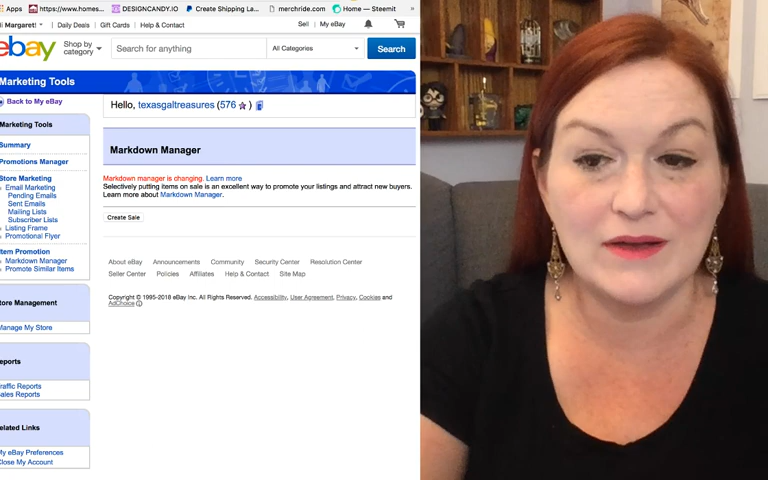 Apps https://www.homes... DESIGNCANDY.IO Create Shipping La... merchride.com Home — Steemit
Hi Margaret! Daily Deals Gift Cards Help & Contact Sell My eBay
ebay Shop by category Search for anything All Categories Search
Marketing Tools
Back to My eBay
Hello, texasgaltreasures (576 )
Marketing Tools
Summary
Promotions Manager
Store Marketing
Email Marketing
Pending Emails
Sent Emails
Mailing Lists
Subscriber Lists
Listing Frame
Promotional Flyer
Item Promotion
Markdown Manager
Promote Similar Items
Store Management
Manage My Store
Reports
Traffic Reports
Sales Reports
Related Links
My eBay Preferences
Close My Account
Markdown Manager
Markdown manager is changing. Learn more
Selectively putting items on sale is an excellent way to promote your listings and attract new buyers.
Learn more about Markdown Manager.
Create Sale
About eBay Announcements Community Security Center Resolution Center
Seller Center Policies Affiliates Help & Contact Site Map
Copyright © 1995-2018 eBay Inc. All Rights Reserved. Accessibility, User Agreement, Privacy, Cookies and
AdChoice